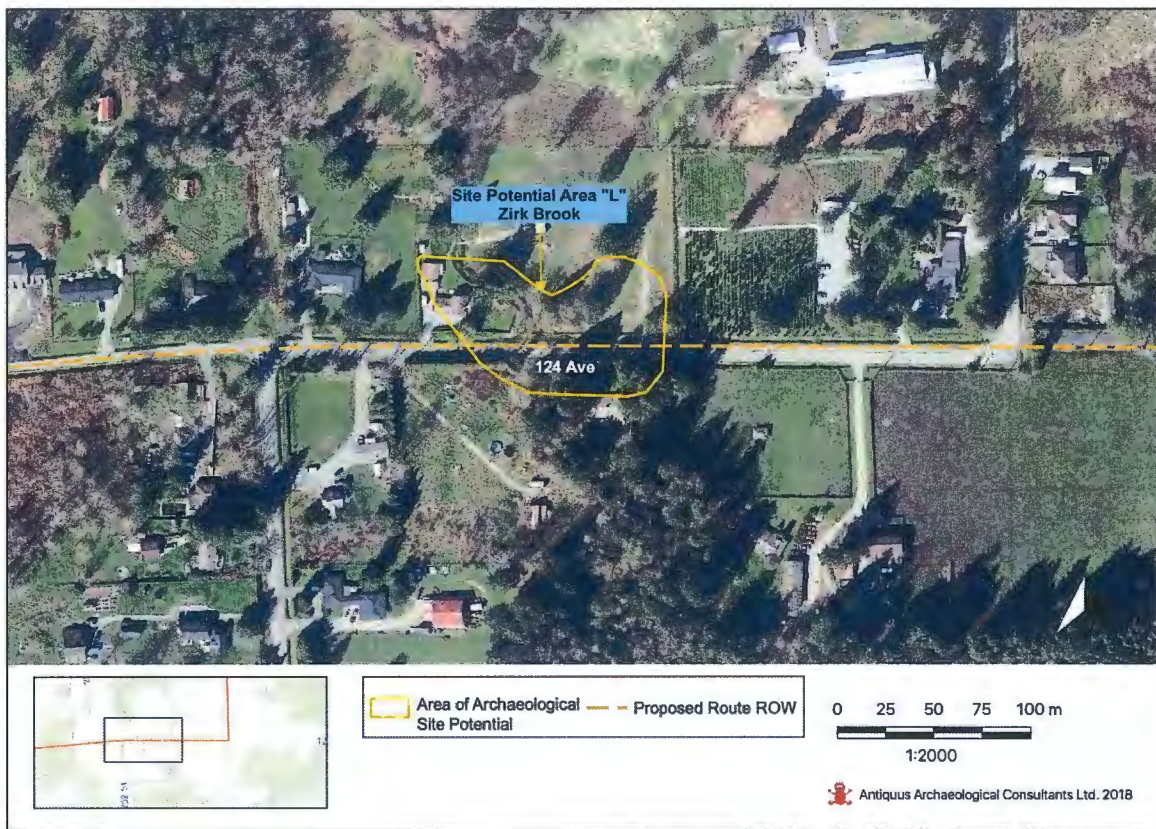 Site Potential Area "L"
Zirk Brook
124 Ave
Area of Archaeological
Site Potential
Proposed Route ROW
0 25 50 75 100 m
1:2000
Antiquus Archaeological Consultants Ltd. 2018